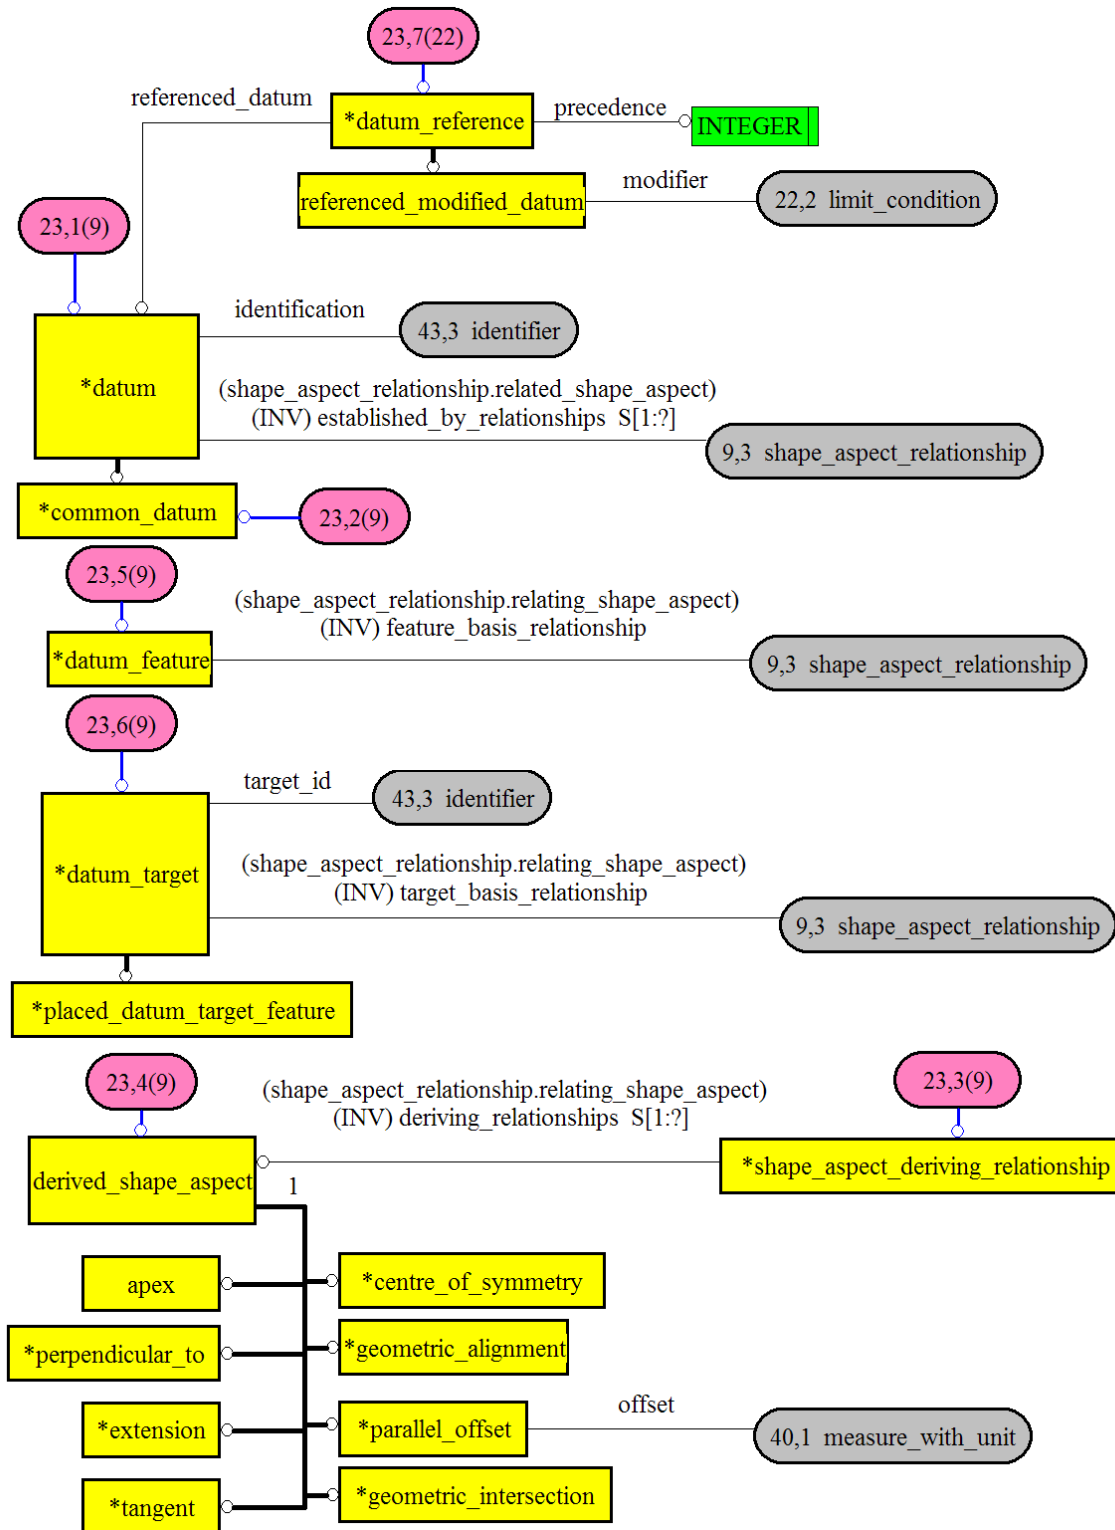 23,7(22)
referenced_datum
*datum_reference
precedence
INTEGER
referenced_modified_datum
modifier
22,2 limit_condition
23,1(9)
identification
43,3 identifier
*datum
(shape_aspect_relationship.related_shape_aspect)
(INV) established_by_relationships S[1:?]
9,3 shape_aspect_relationship
*common_datum
23,2(9)
23,5(9)
(shape_aspect_relationship.relating_shape_aspect)
(INV) feature_basis_relationship
*datum_feature
9,3 shape_aspect_relationship
23,6(9)
target_id
43,3 identifier
*datum_target
(shape_aspect_relationship.relating_shape_aspect)
(INV) target_basis_relationship
9,3 shape_aspect_relationship
*placed_datum_target_feature
23,4(9)
(shape_aspect_relationship.relating_shape_aspect)
(INV) deriving_relationships S[1:?]
23,3(9)
derived_shape_aspect
1
*shape_aspect_deriving_relationship
apex
*centre_of_symmetry
*perpendicular_to
*geometric_alignment
*extension
*parallel_offset
offset
40,1 measure_with_unit
*tangent
*geometric_intersection